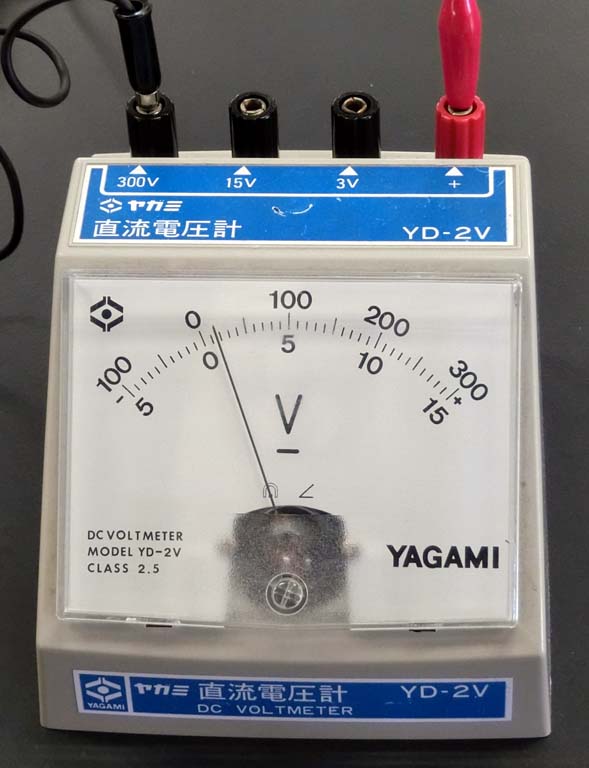 300V 15V 3V +
ヤガミ
直流電圧計 YD-2V
100 0 100 200 300
- 5 0 5 10 15 +
V
DC VOLTMETER
MODEL YD-2V
CLASS 2.5
YAGAMI
YAGAMI ヤガミ 直流電圧計 YD-2V
DC VOLTMETER